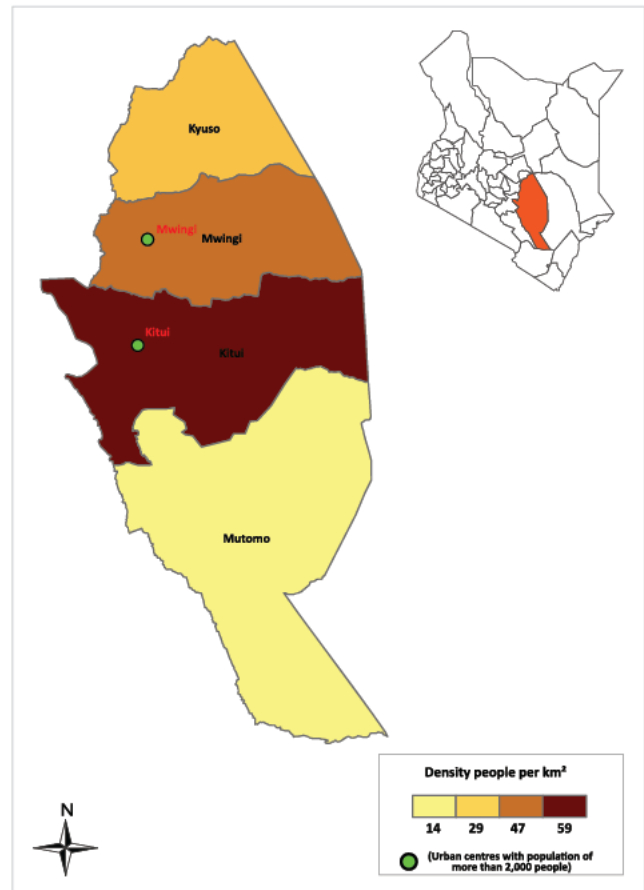 Kyuso
Mwingi
Mwingi
Kitui
Kitui
Mutomo
N
Density people per km²
14 29 47 59
(Urban centres with population of
more than 2,000 people)